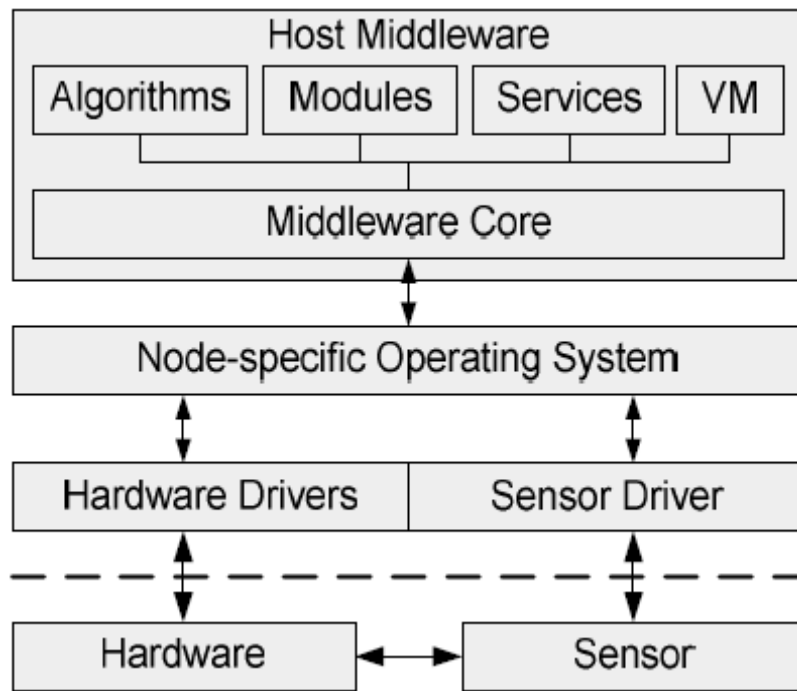 Host Middleware
Algorithms Modules Services VM
Middleware Core
Node-specific Operating System
Hardware Drivers Sensor Driver
Hardware Sensor